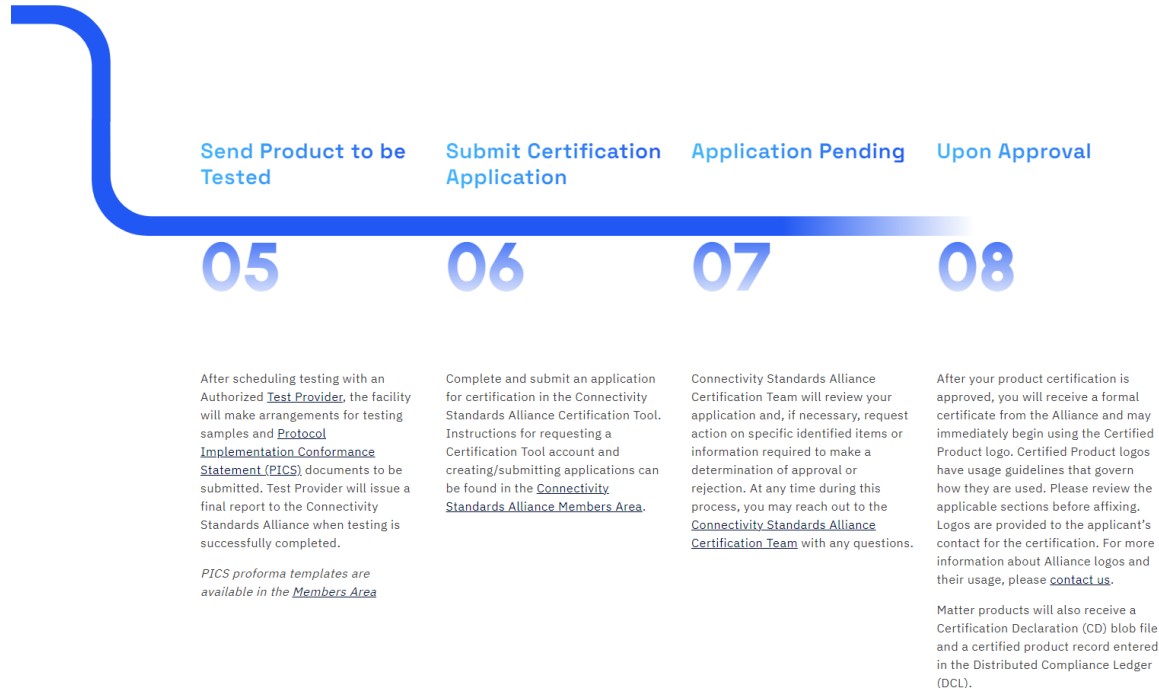 Send Product to be
Tested
05
After scheduling testing with an
Authorized Test Provider, the facility
will make arrangements for testing
samples and Protocol
Implementation Conformance
Statement (PICS) documents to be
submitted. Test Provider will issue a
final report to the Connectivity
Standards Alliance when testing is
successfully completed.
PICS proforma templates are
available in the Members Area
Submit Certification
Application
06
Complete and submit an application
for certification in the Connectivity
Standards Alliance Certification Tool.
Instructions for requesting a
Certification Tool account and
creating/submitting applications can
be found in the Connectivity
Standards Alliance Members Area.
Application Pending
07
Connectivity Standards Alliance
Certification Team will review your
application and, if necessary, request
action on specific identified items or
information required to make a
determination of approval or
rejection. At any time during this
process, you may reach out to the
Connectivity Standards Alliance
Certification Team with any questions.
Upon Approval
08
After your product certification is
approved, you will receive a formal
certificate from the Alliance and may
immediately begin using the Certified
Product logo. Certified Product logos
have usage guidelines that govern
how they are used. Please review the
applicable sections before affixing.
Logos are provided to the applicant's
contact for the certification. For more
information about Alliance logos and
their usage, please contact us.
Matter products will also receive a
Certification Declaration (CD) blob file
and a certified product record entered
in the Distributed Compliance Ledger
(DCL).